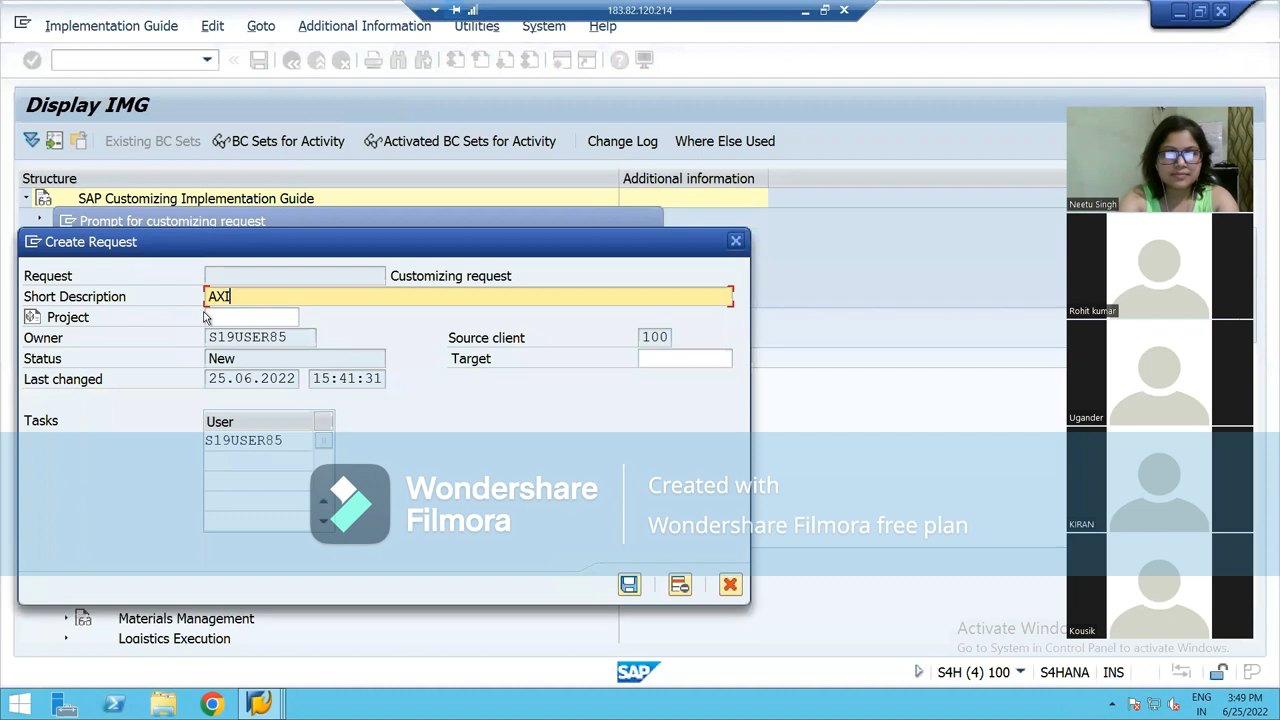 183.82.120.214
Implementation Guide Edit Goto Additional Information Utilities System Help
Display IMG
Existing BC Sets BC Sets for Activity Activated BC Sets for Activity Change Log Where Else Used
Structure Additional information
SAP Customizing Implementation Guide
Prompt for customizing request
Create Request
Request Customizing request
Short Description AXI
Project
Owner S19USER85 Source client 100
Status New Target
Last changed 25.06.2022 15:41:31
Tasks User
S19USER85
Wondershare
Filmora
Created with
Wondershare Filmora free plan
Materials Management
Logistics Execution
Neetu Singh
Rohit kumar
Ugander
KIRAN
Kousik
Activate Windo
Go to System in Control Panel to activate Windows.
SAP
S4H (4) 100 S4HANA INS
ENG
IN
3:49 PM
6/25/2022